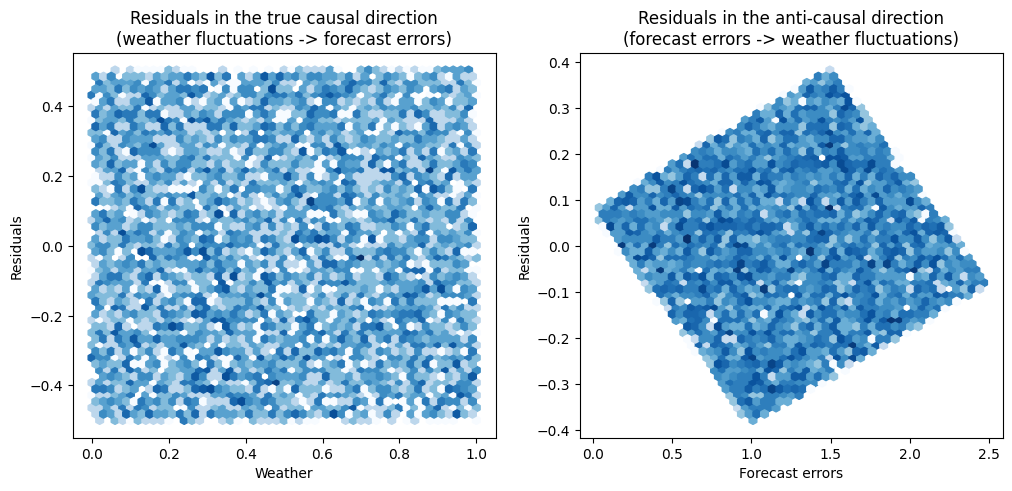 Residuals in the true causal direction
(weather fluctuations -> forecast errors)
0.4
0.2
0.0
−0.2
−0.4
Residuals
0.0 0.2 0.4 0.6 0.8 1.0
Weather
Residuals in the anti-causal direction
(forecast errors -> weather fluctuations)
0.4
0.3
0.2
0.1
0.0
−0.1
−0.2
−0.3
−0.4
Residuals
0.0 0.5 1.0 1.5 2.0 2.5
Forecast errors